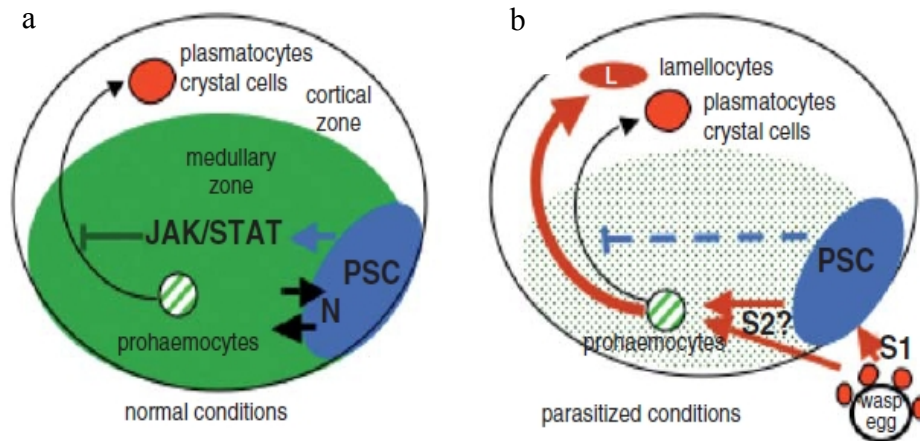 a
plasmatocytes
crystal cells
cortical
zone
medullary
zone
JAK/STAT
PSC
N
prohaemocytes
normal conditions
b
L
lamellocytes
plasmatocytes
crystal cells
PSC
S2?
prohaemocytes
S1
wasp
egg
parasitized conditions